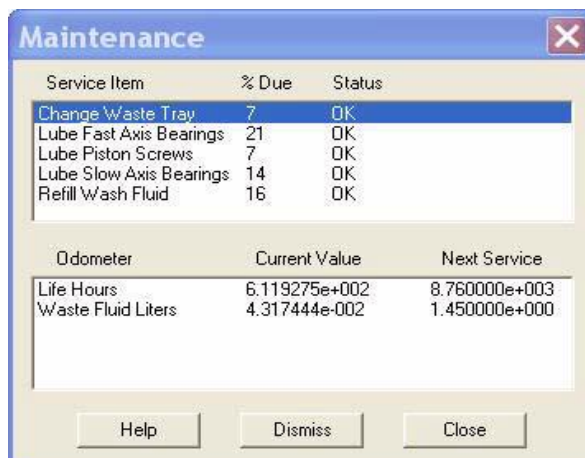 Maintenance
Service Item % Due Status
Change Waste Tray 7 OK
Lube Fast Axis Bearings 21 OK
Lube Piston Screws 7 OK
Lube Slow Axis Bearings 14 OK
Refill Wash Fluid 16 OK
Odometer Current Value Next Service
Life Hours 6.119275e+002 8.760000e+003
Waste Fluid Liters 4.317444e-002 1.450000e+000
Help Dismiss Close